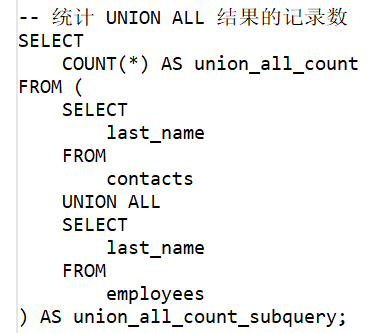 -- 统计 UNION ALL 结果的记录数
SELECT
    COUNT(*) AS union_all_count
FROM (
    SELECT
        last_name
    FROM
        contacts
    UNION ALL
    SELECT
        last_name
    FROM
        employees
) AS union_all_count_subquery;